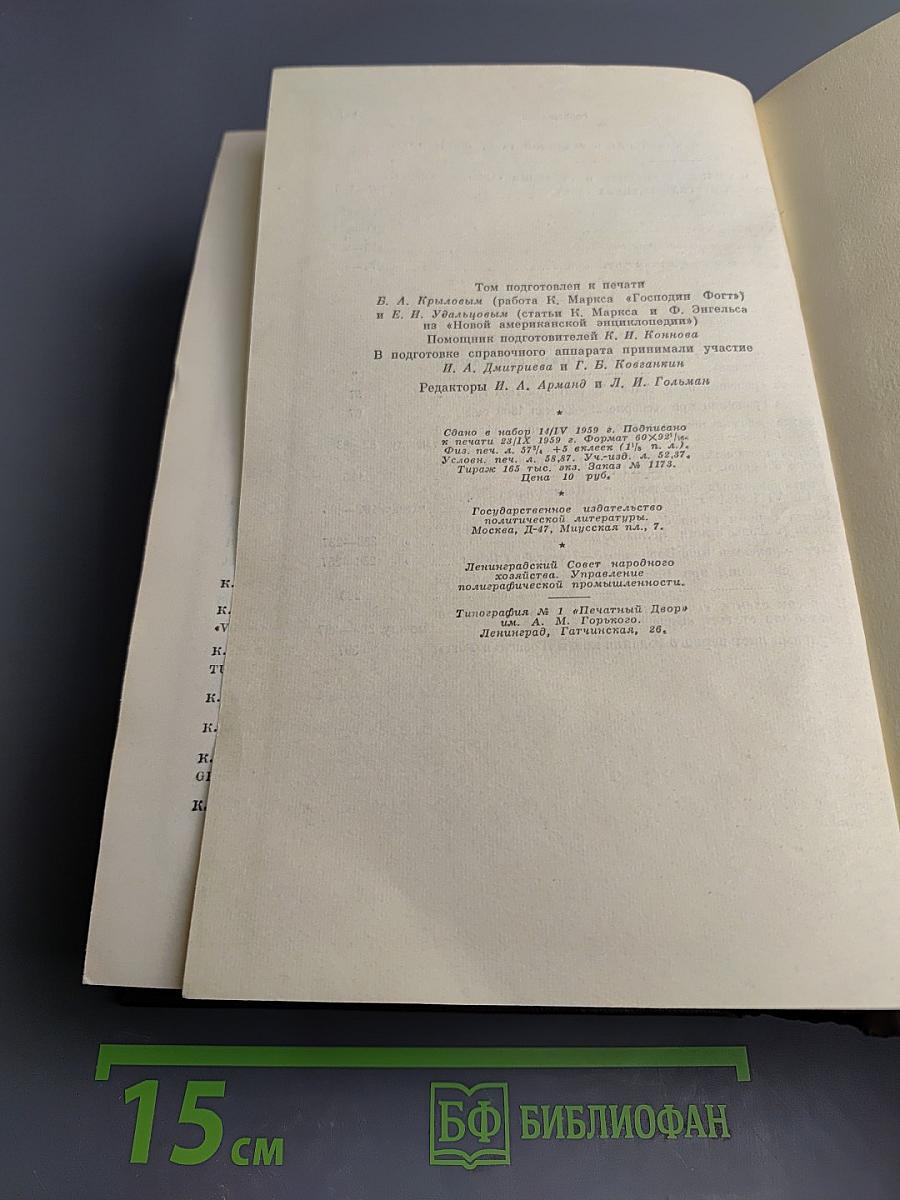 Том подготовлен к печати
Б. А. Крыловым (работа К. Маркса «Господин Фогт»)
и Е. И. Удальцовым (статьи К. Маркса и Ф. Энгельса
из «Новой американской энциклопедии»)
Помощник подготовителей К. И. Коннова
В подготовке справочного аппарата принимали участие
И. А. Дмитриева и Г. Б. Ковганкин
Редакторы И. А. Арманд и Л. И. Гольман
*
Сдано в набор 14/IV 1959 г. Подписано
к печати 23/IX 1959 г. Формат 60×92¹/₁₆.
Физ. печ. л. 57³/₄ +5 вклеек (1¹/₈ п. л.).
Условн. печ. л. 58,87. Уч.-изд. л. 52,37.
Тираж 165 тыс. экз. Заказ № 1173.
Цена 10 руб.
*
Государственное издательство
политической литературы.
Москва, Д-47, Миусская пл., 7.
*
Ленинградский Совет народного
хозяйства. Управление
полиграфической промышленности.
Типография № 1 «Печатный Двор»
им. А. М. Горького.
Ленинград, Гатчинская, 26.
К.
К.
«V
К.
TU
К.
К.
К.
GI
К.
15 см
БФ БИБЛИОФАН